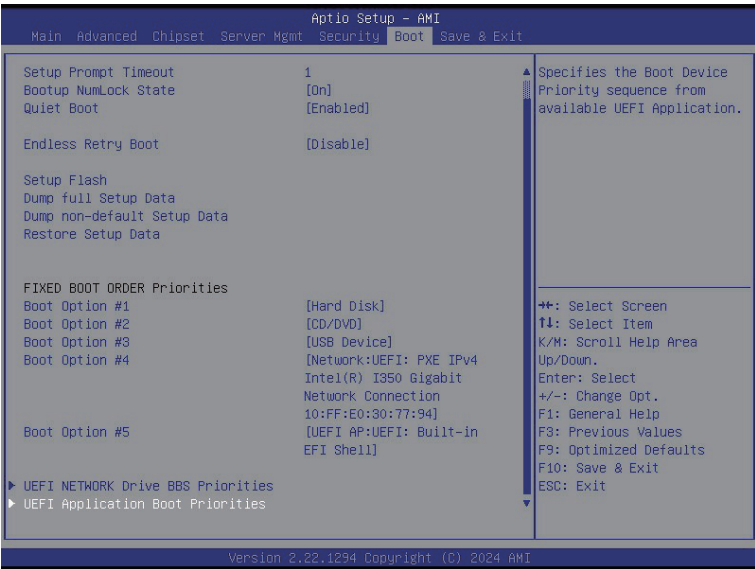 Aptio Setup – AMI
Main Advanced Chipset Server Mgmt Security Boot Save & Exit
Setup Prompt Timeout 1
Bootup NumLock State [On]
Quiet Boot [Enabled]
Endless Retry Boot [Disable]
Setup Flash
Dump full Setup Data
Dump non-default Setup Data
Restore Setup Data
FIXED BOOT ORDER Priorities
Boot Option #1 [Hard Disk]
Boot Option #2 [CD/DVD]
Boot Option #3 [USB Device]
Boot Option #4 [Network:UEFI: PXE IPv4
Intel(R) I350 Gigabit
Network Connection
10:FF:E0:30:77:94]
Boot Option #5 [UEFI AP:UEFI: Built-in
EFI Shell]
UEFI NETWORK Drive BBS Priorities
UEFI Application Boot Priorities
Specifies the Boot Device
Priority sequence from
available UEFI Application.
→←: Select Screen
↑↓: Select Item
K/M: Scroll Help Area
Up/Down.
Enter: Select
+/-: Change Opt.
F1: General Help
F3: Previous Values
F9: Optimized Defaults
F10: Save & Exit
ESC: Exit
Version 2.22.1294 Copyright (C) 2024 AMI